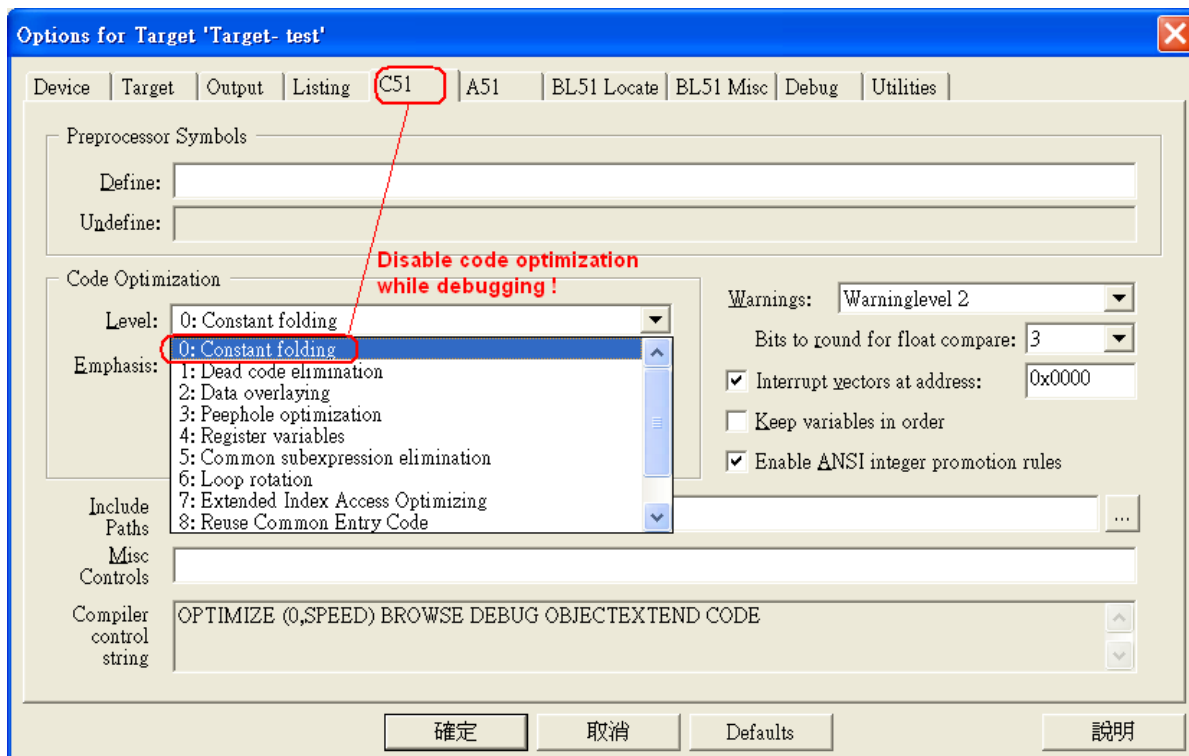 Options for Target 'Target- test'
Device Target Output Listing C51 A51 BL51 Locate BL51 Misc Debug Utilities
Preprocessor Symbols
Define:
Undefine:
Disable code optimization
while debugging !
Code Optimization
Level: 0: Constant folding
0: Constant folding
1: Dead code elimination
2: Data overlaying
3: Peephole optimization
4: Register variables
5: Common subexpression elimination
6: Loop rotation
7: Extended Index Access Optimizing
8: Reuse Common Entry Code
Emphasis:
Warnings: Warninglevel 2
Bits to round for float compare: 3
Interrupt vectors at address: 0x0000
Keep variables in order
Enable ANSI integer promotion rules
Include
Paths
...
Misc
Controls
Compiler
control
string
OPTIMIZE (0,SPEED) BROWSE DEBUG OBJECTEXTEND CODE
確定 取消 Defaults 說明